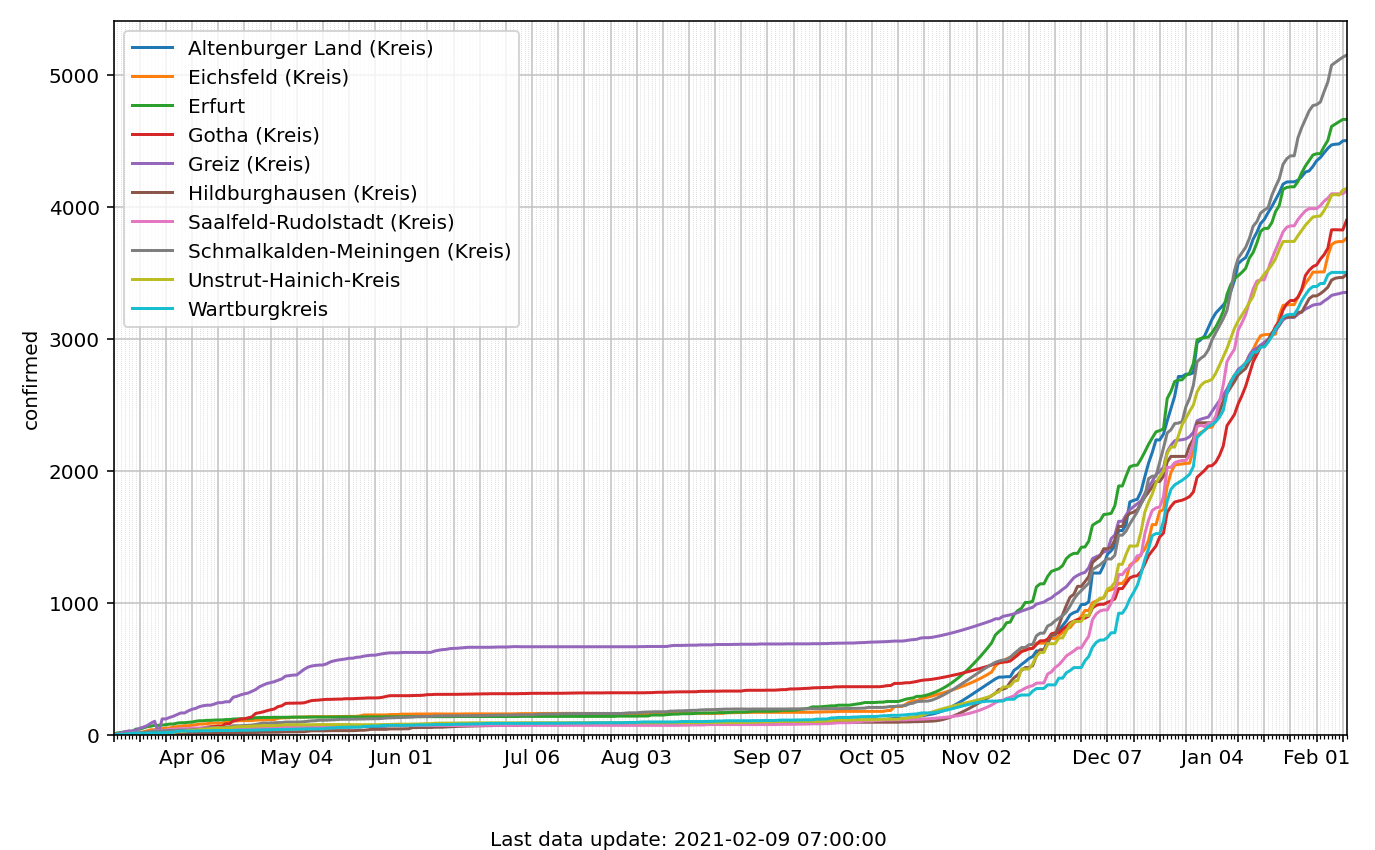 Altenburger Land (Kreis)
Eichsfeld (Kreis)
Erfurt
Gotha (Kreis)
Greiz (Kreis)
Hildburghausen (Kreis)
Saalfeld-Rudolstadt (Kreis)
Schmalkalden-Meiningen (Kreis)
Unstrut-Hainich-Kreis
Wartburgkreis
confirmed
5000
4000
3000
2000
1000
0
Apr 06 May 04 Jun 01 Jul 06 Aug 03 Sep 07 Oct 05 Nov 02 Dec 07 Jan 04 Feb 01
Last data update: 2021-02-09 07:00:00